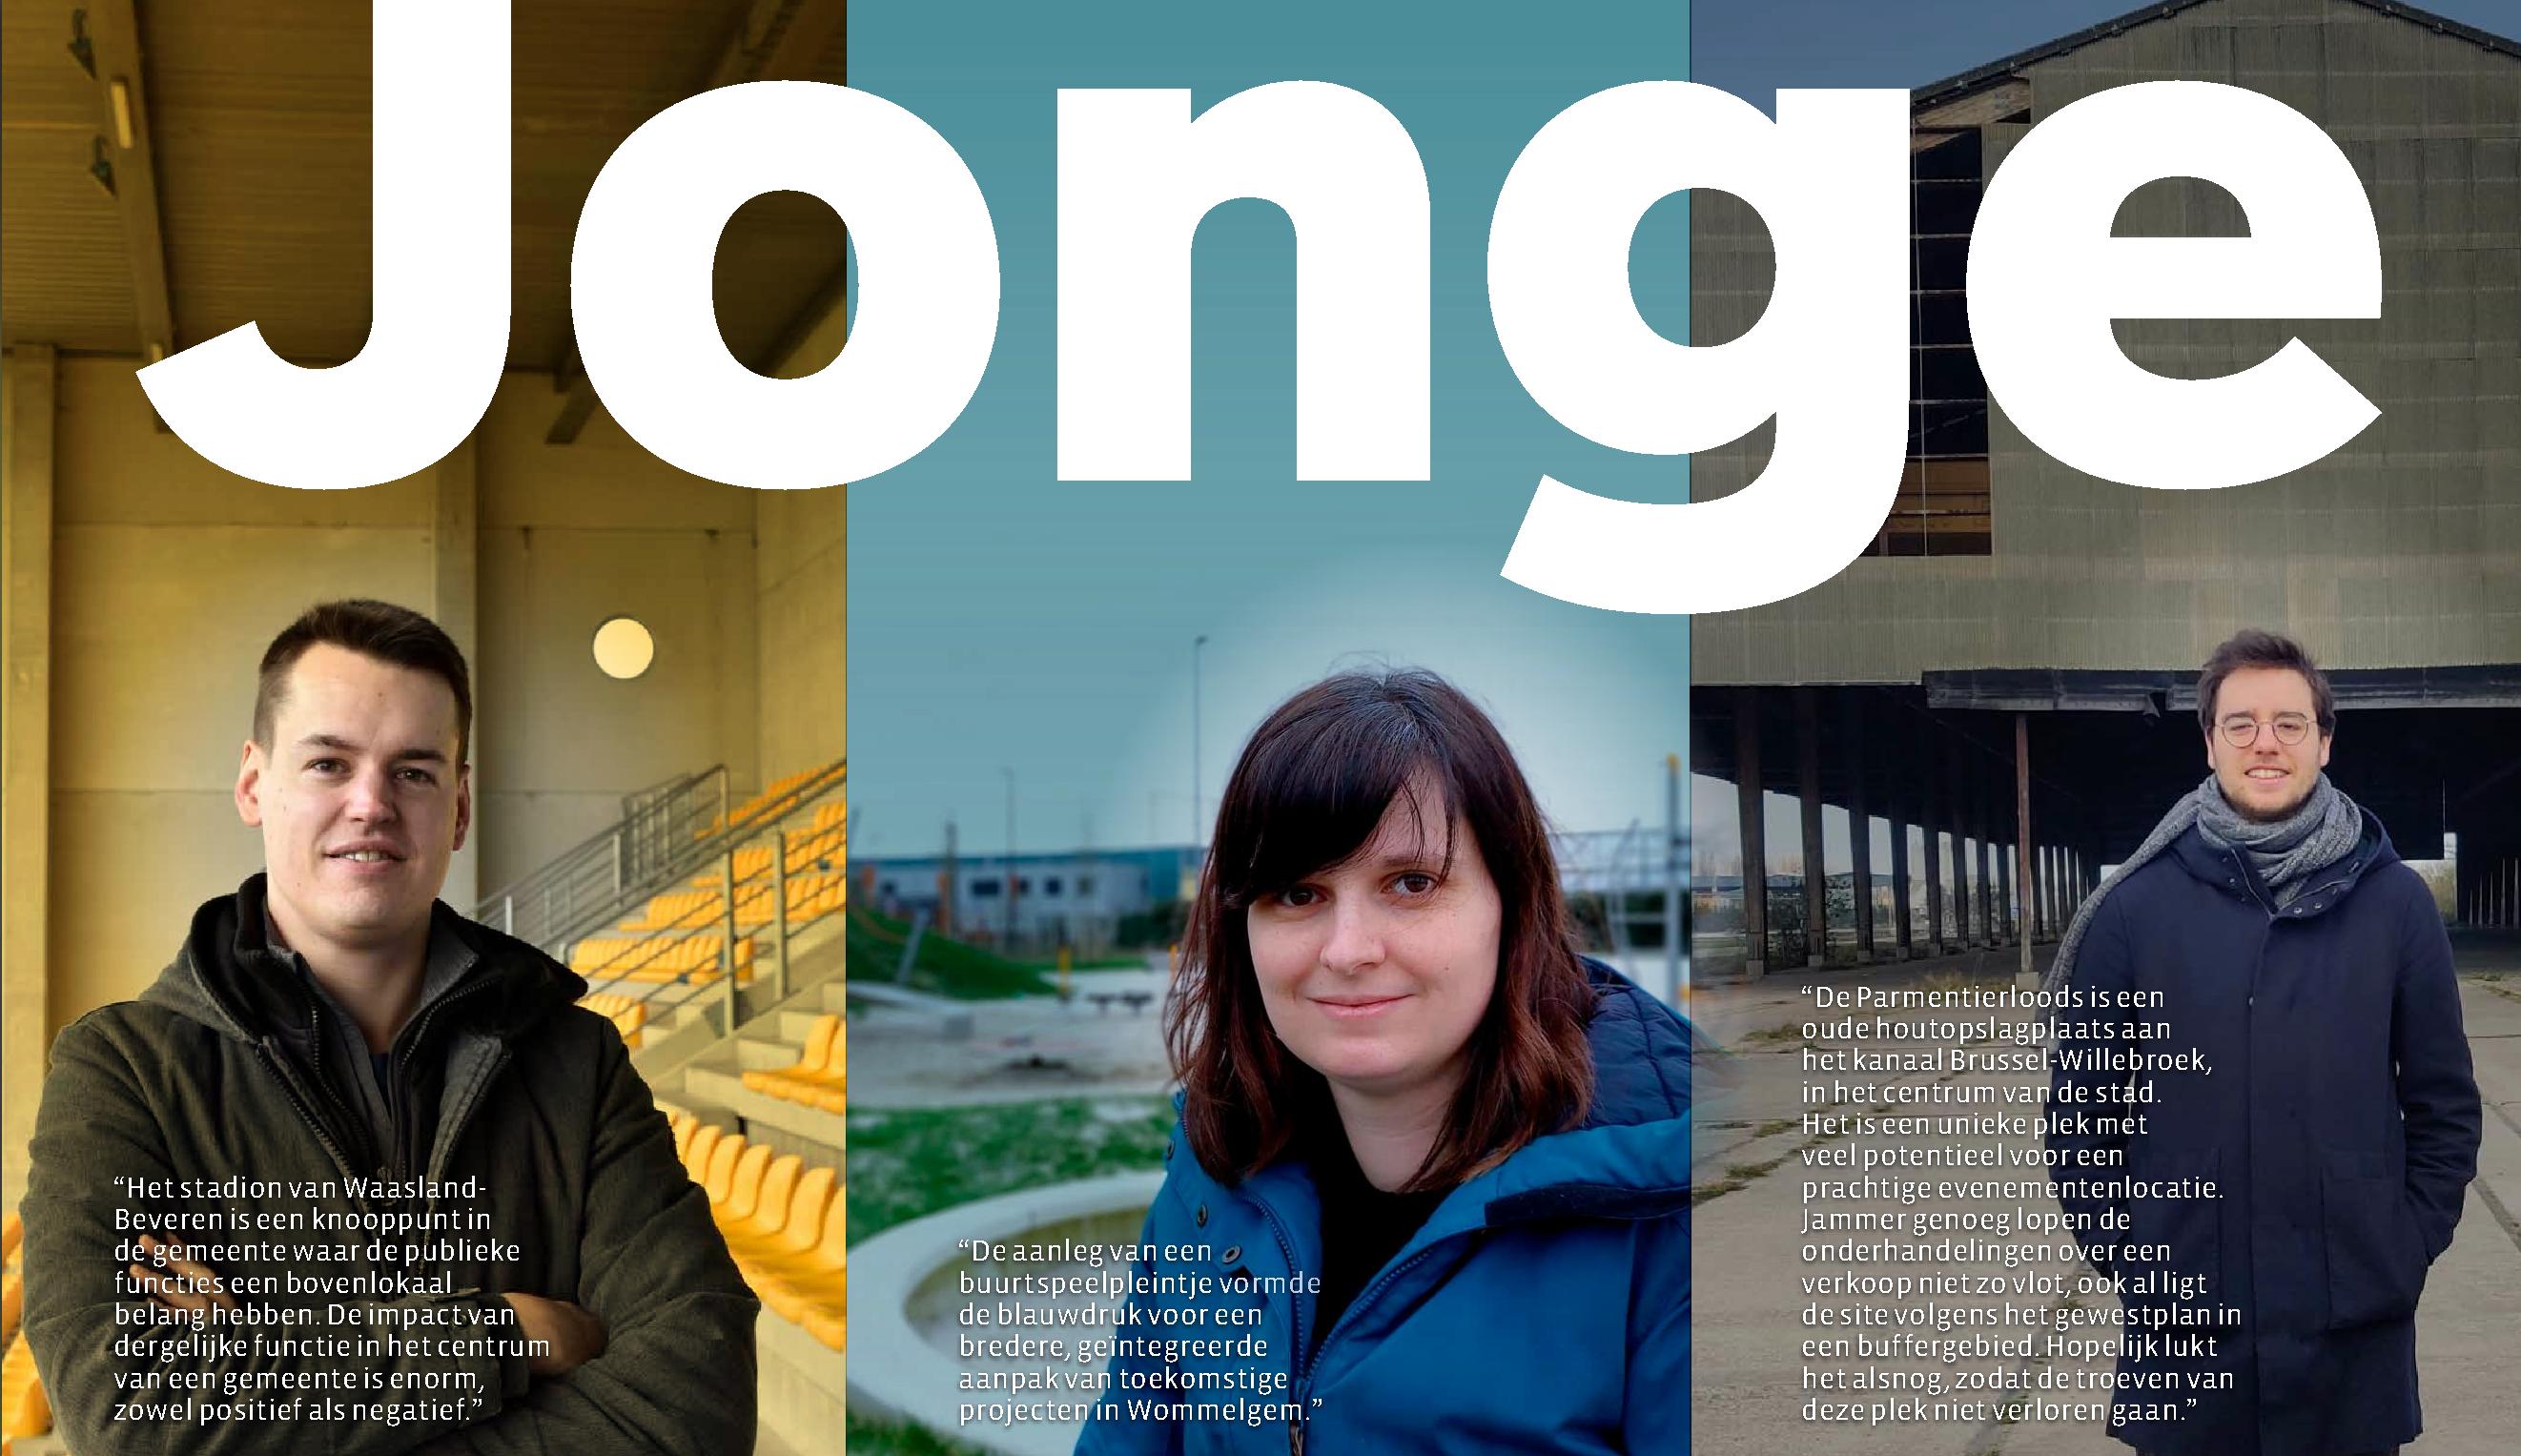 Jonge
“Het stadion van Waasland-
Beveren is een knooppunt in
de gemeente waar de publieke
functies een bovenlokaal
belang hebben. De impact van
dergelijke functie in het centrum
van een gemeente is enorm,
zowel positief als negatief.”
“De aanleg van een
buurtspeelpleintje vormde
de blauwdruk voor een
bredere, geïntegreerde
aanpak van toekomstige
projecten in Wommelgem.”
“De Parmentierloods is een
oude houtopslagplaats aan
het kanaal Brussel-Willebroek,
in het centrum van de stad.
Het is een unieke plek met
veel potentieel voor een
prachtige evenementenlocatie.
Jammer genoeg lopen de
onderhandelingen over een
verkoop niet zo vlot, ook al ligt
de site volgens het gewestplan in
een buffergebied. Hopelijk lukt
het alsnog, zodat de troeven van
deze plek niet verloren gaan.”